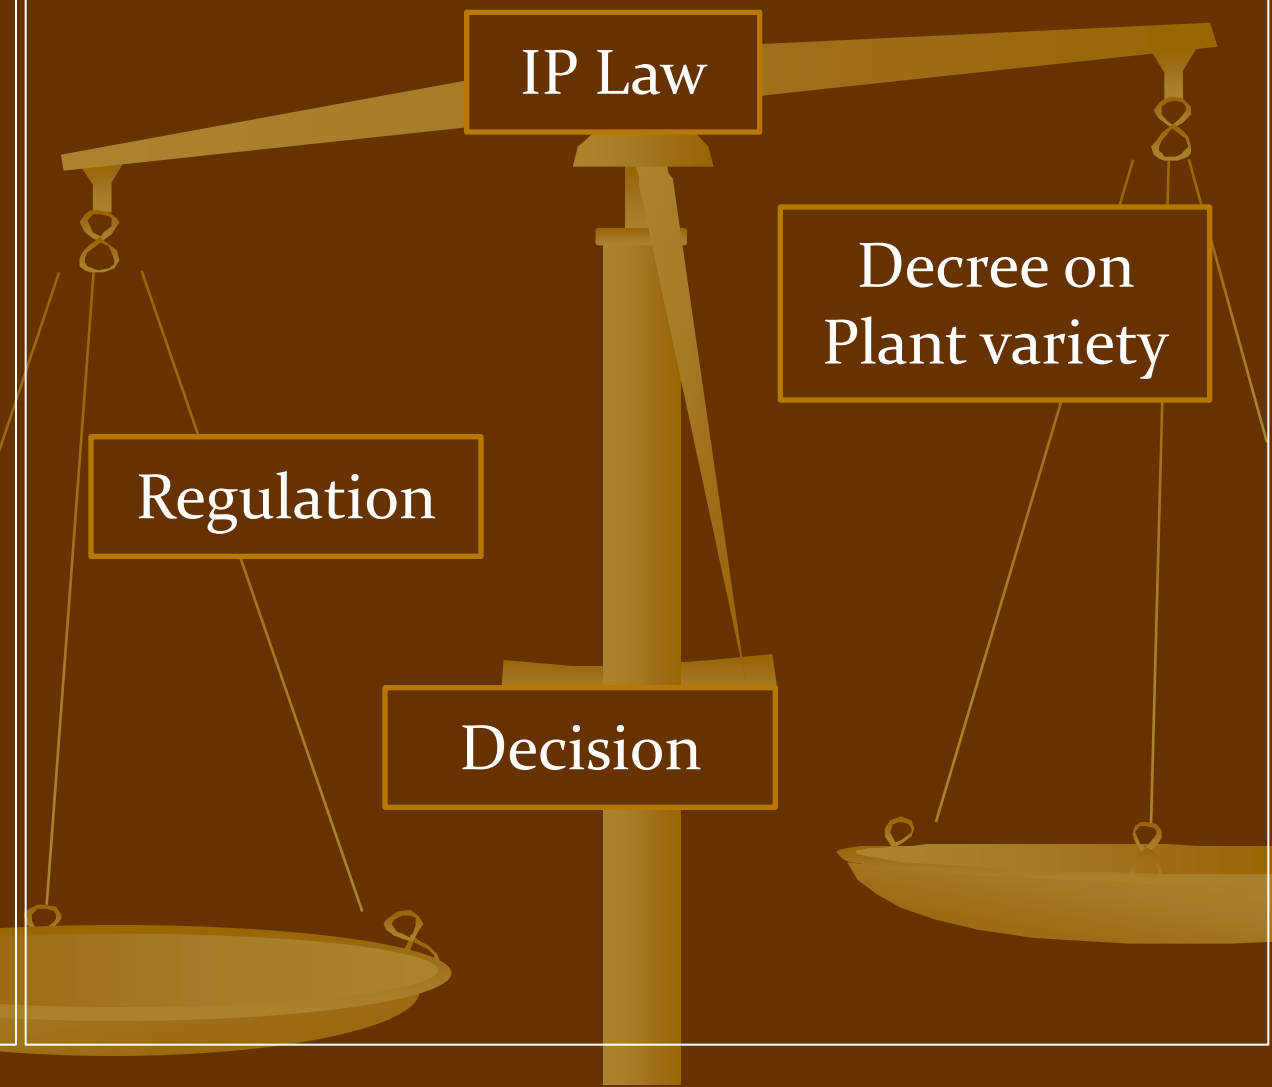 IP Law
Decree on
Plant variety
Regulation
Decision